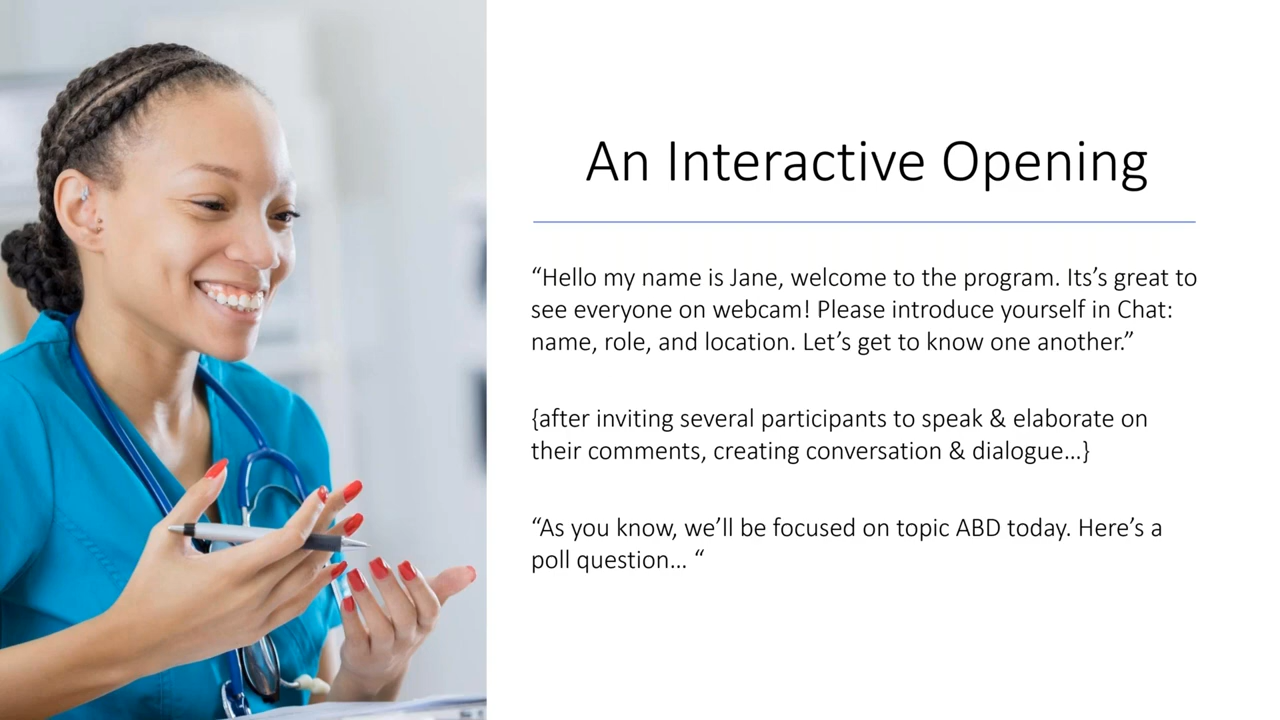 An Interactive Opening
“Hello my name is Jane, welcome to the program. Its’s great to
see everyone on webcam! Please introduce yourself in Chat:
name, role, and location. Let’s get to know one another.”
{after inviting several participants to speak & elaborate on
their comments, creating conversation & dialogue…}
“As you know, we’ll be focused on topic ABD today. Here’s a
poll question… “